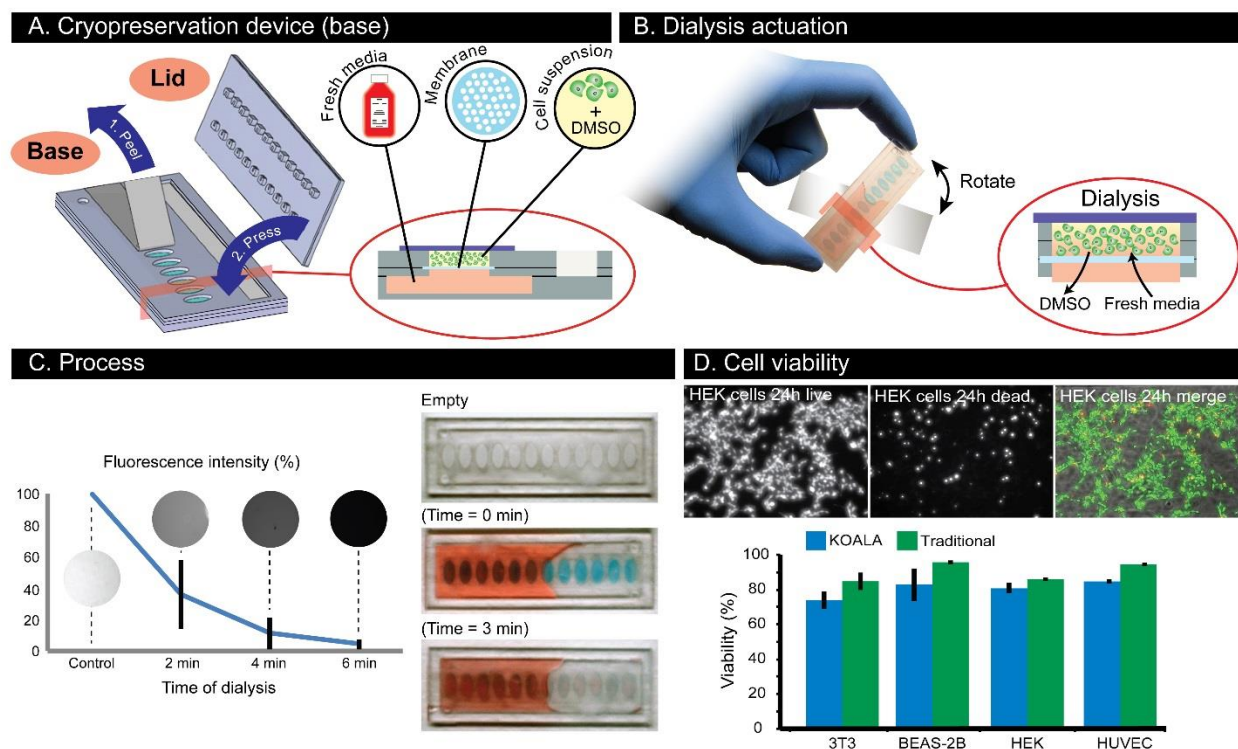 A. Cryopreservation device (base)
Lid
Base
1. Peel
2. Press
Fresh media
Membrane
Cell suspension
+
DMSO
B. Dialysis actuation
Rotate
Dialysis
DMSO
Fresh media
C. Process
Fluorescence intensity (%)
100
80
60
40
20
0
Control
2 min
4 min
6 min
Time of dialysis
Empty
(Time = 0 min)
(Time = 3 min)
D. Cell viability
HEK cells 24h live
HEK cells 24h dead
HEK cells 24h merge
KOALA
Traditional
Viability (%)
100
80
60
80
20
0
3T3
BEAS-2B
HEK
HUVEC